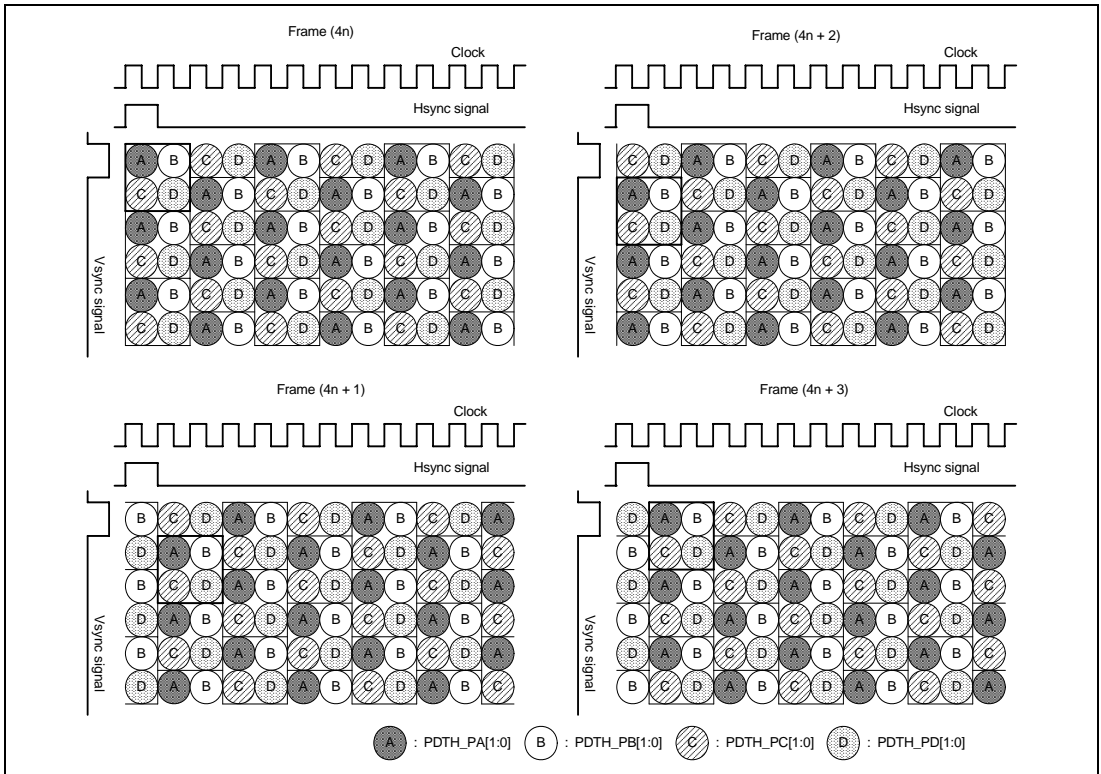 Frame (4n)
Clock
Hsync signal
Vsync signal
A B C D A B C D A B C D
C D A B C D A B C D A B
A B C D A B C D A B C D
C D A B C D A B C D A B
A B C D A B C D A B C D
C D A B C D A B C D A B
Frame (4n + 2)
Clock
Hsync signal
Vsync signal
C D A B C D A B C D A B
A B C D A B C D A B C D
C D A B C D A B C D A B
A B C D A B C D A B C D
C D A B C D A B C D A B
A B C D A B C D A B C D
Frame (4n + 1)
Clock
Hsync signal
Vsync signal
B C D A B C D A B C D A
D A B C D A B C D A B C
B C D A B C D A B C D A
D A B C D A B C D A B C
B C D A B C D A B C D A
D A B C D A B C D A B C
Frame (4n + 3)
Clock
Hsync signal
Vsync signal
D A B C D A B C D A B C
B C D A B C D A B C D A
D A B C D A B C D A B C
B C D A B C D A B C D A
D A B C D A B C D A B C
B C D A B C D A B C D A
A : PDTH_PA[1:0] B : PDTH_PB[1:0] C : PDTH_PC[1:0] D : PDTH_PD[1:0]